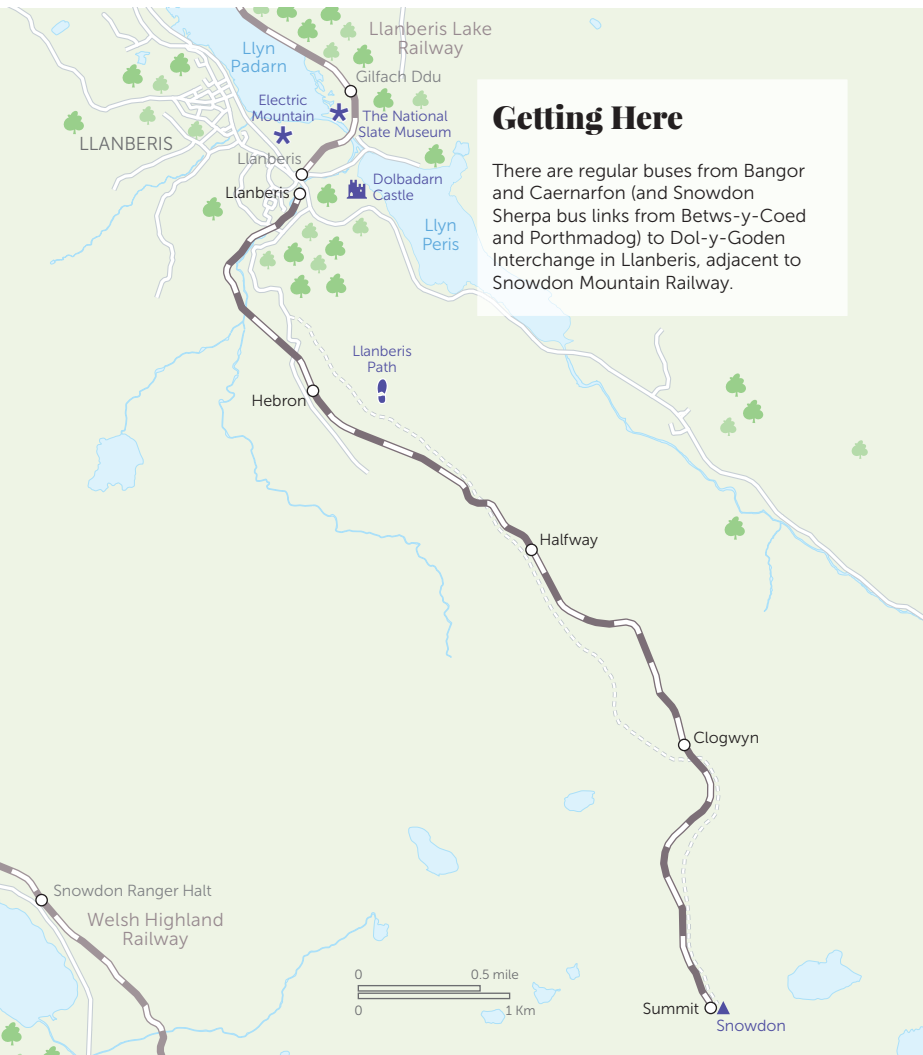 Llanberis Lake
Railway
Llyn
Padarn
Gilfach Ddu
Electric
Mountain
The National
Slate Museum
LLANBERIS
Llanberis
Llanberis
Dolbadarn
Castle
Llyn
Peris
Getting Here
There are regular buses from Bangor
and Caernarfon (and Snowdon
Sherpa bus links from Betws-y-Coed
and Porthmadog) to Dol-y-Goden
Interchange in Llanberis, adjacent to
Snowdon Mountain Railway.
Llanberis
Path
Hebron
Halfway
Clogwyn
Snowdon Ranger Halt
Welsh Highland
Railway
0 0.5 mile
0 1 Km
Summit
Snowdon